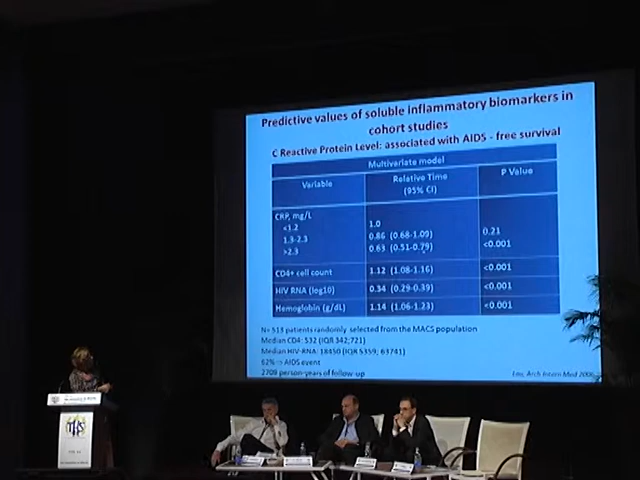 Predictive values of soluble inflammatory biomarkers in
cohort studies
C Reactive Protein Level: associated with AIDS - free survival
Multivariate model
Variable Relative Time P Value
(95% CI)
CRP, mg/L
<1.2 1.0
1.3-2.3 0.86 (0.68-1.09) 0.21
>2.3 0.63 (0.51-0.79) <0.001
CD4+ cell count 1.12 (1.08-1.16) <0.001
HIV RNA (log10) 0.34 (0.29-0.39) <0.001
Hemoglobin (g/dL) 1.14 (1.06-1.23) <0.001
N= 513 patients randomly selected from the MACS population
Median CD4: 532 (IQR 342;721)
Median HIV-RNA: 18450 (IQR 5359; 63741)
62% AIDS event
2708 person-years of follow-up
Lau, Arch Intern Med 2006